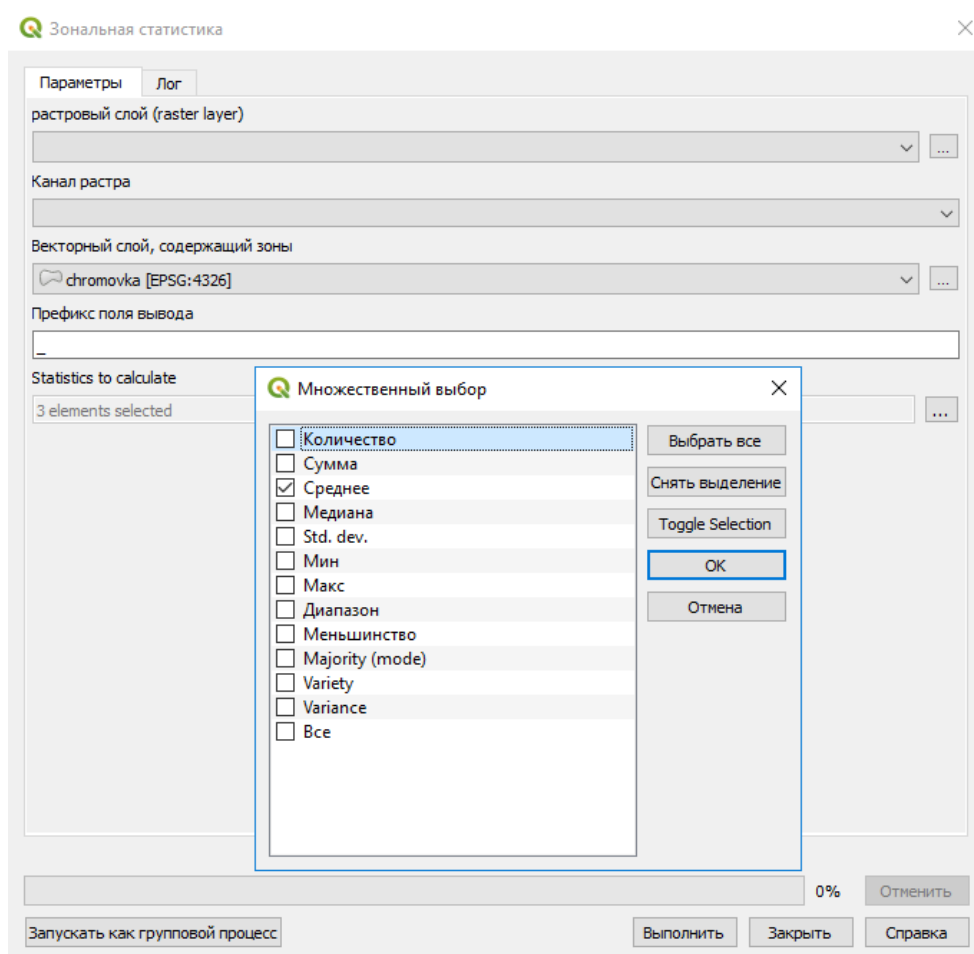 Зональная статистика
Параметры Лог
растровый слой (raster layer)
...
Канал растра
Векторный слой, содержащий зоны
chromovka [EPSG:4326]
...
Префикс поля вывода
_
Statistics to calculate
3 elements selected
...
Множественный выбор
Количество
Сумма
Среднее
Медиана
Std. dev.
Мин
Макс
Диапазон
Меньшинство
Majority (mode)
Variety
Variance
Все
Выбрать все
Снять выделение
Toggle Selection
OK
Отмена
0%
Отменить
Запускать как групповой процесс
Выполнить
Закрыть
Справка